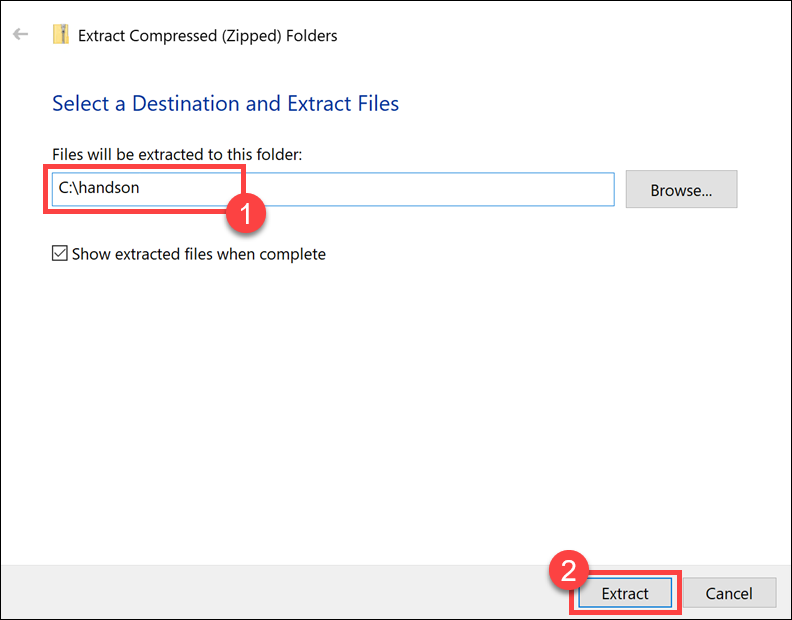 Extract Compressed (Zipped) Folders
Select a Destination and Extract Files
Files will be extracted to this folder:
C:\handson
Browse...
1
Show extracted files when complete
2
Extract
Cancel